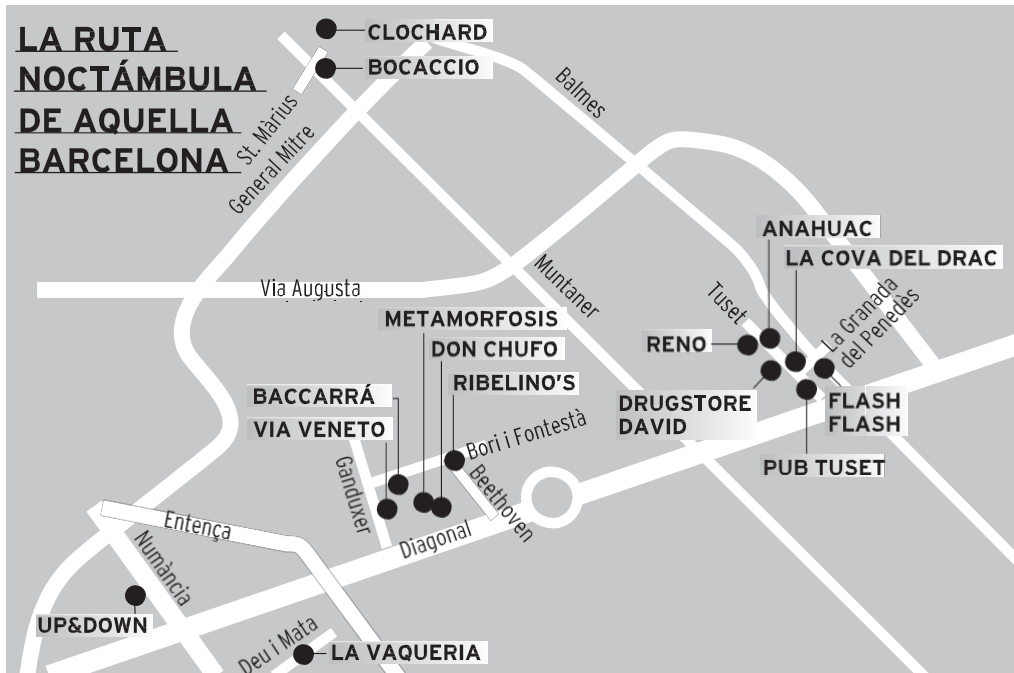 LA RUTA
NOCTÁMBULA
DE AQUELLA
BARCELONA
CLOCHARD
BOCACCIO
St. Màrius
General Mitre
Balmes
Via Augusta
Muntaner
ANAHUAC
LA COVA DEL DRAC
Tuset
La Granada
del Penedès
RENO
METAMORFOSIS
DON CHUFO
RIBELINO'S
BACCARRÁ
VIA VENETO
DRUGSTORE
DAVID
FLASH
FLASH
PUB TUSET
Bori i Fontestà
Ganduxer
Beethoven
Diagonal
Entença
Numància
UP&DOWN
Deu i Mata
LA VAQUERIA